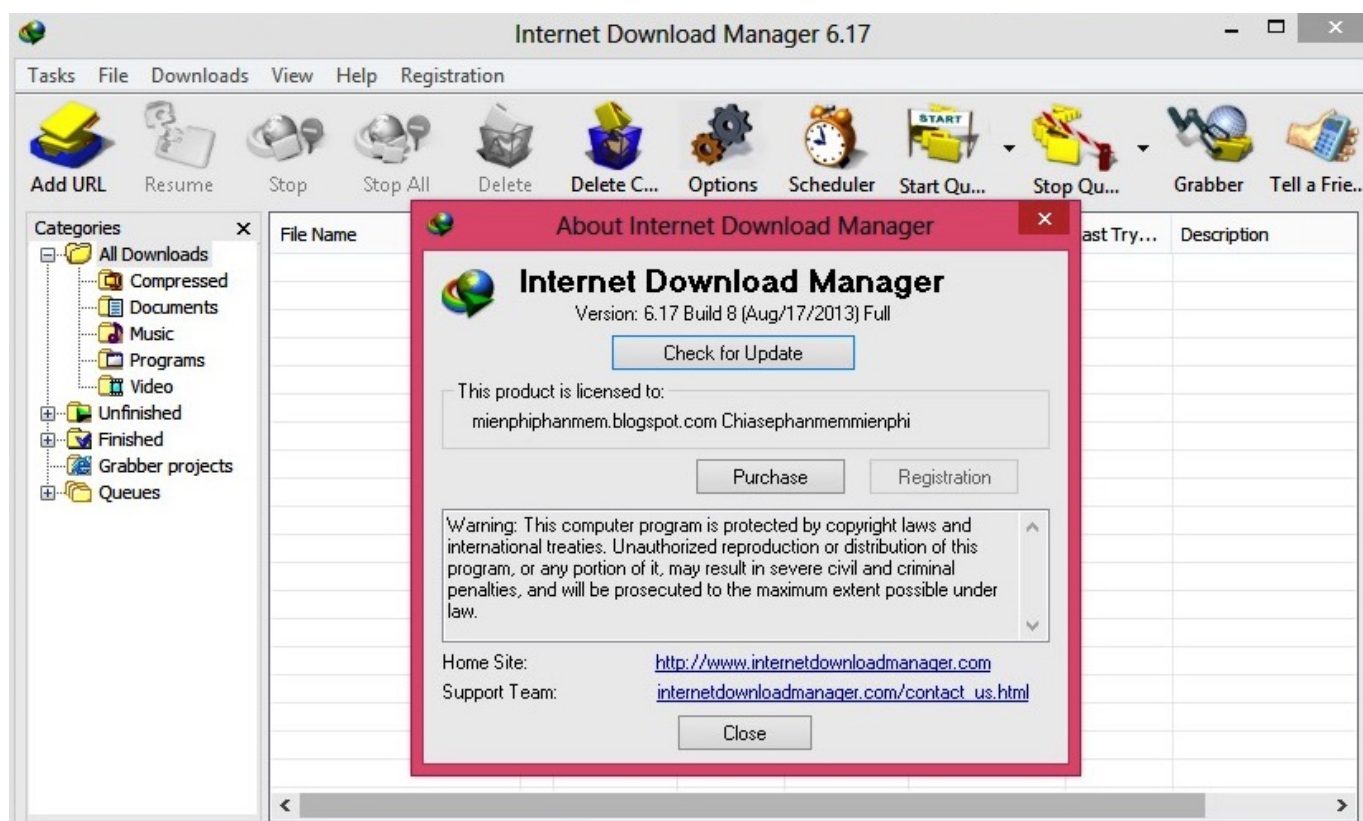 Internet Download Manager 6.17
Tasks File Downloads View Help Registration
Add URL Resume Stop Stop All Delete Delete C... Options Scheduler Start Qu... Stop Qu... Grabber Tell a Frie..
START
Categories
All Downloads
Compressed
Documents
Music
Programs
Video
Unfinished
Finished
Grabber projects
Queues
File Name ast Try... Description
About Internet Download Manager
Internet Download Manager
Version: 6.17 Build 8 (Aug/17/2013) Full
Check for Update
This product is licensed to:
mienphiphanmem.blogspot.com Chiasephanmemmienphi
Purchase Registration
Warning: This computer program is protected by copyright laws and
international treaties. Unauthorized reproduction or distribution of this
program, or any portion of it, may result in severe civil and criminal
penalties, and will be prosecuted to the maximum extent possible under
law.
Home Site: http://www.internetdownloadmanager.com
Support Team: internetdownloadmanager.com/contact_us.html
Close